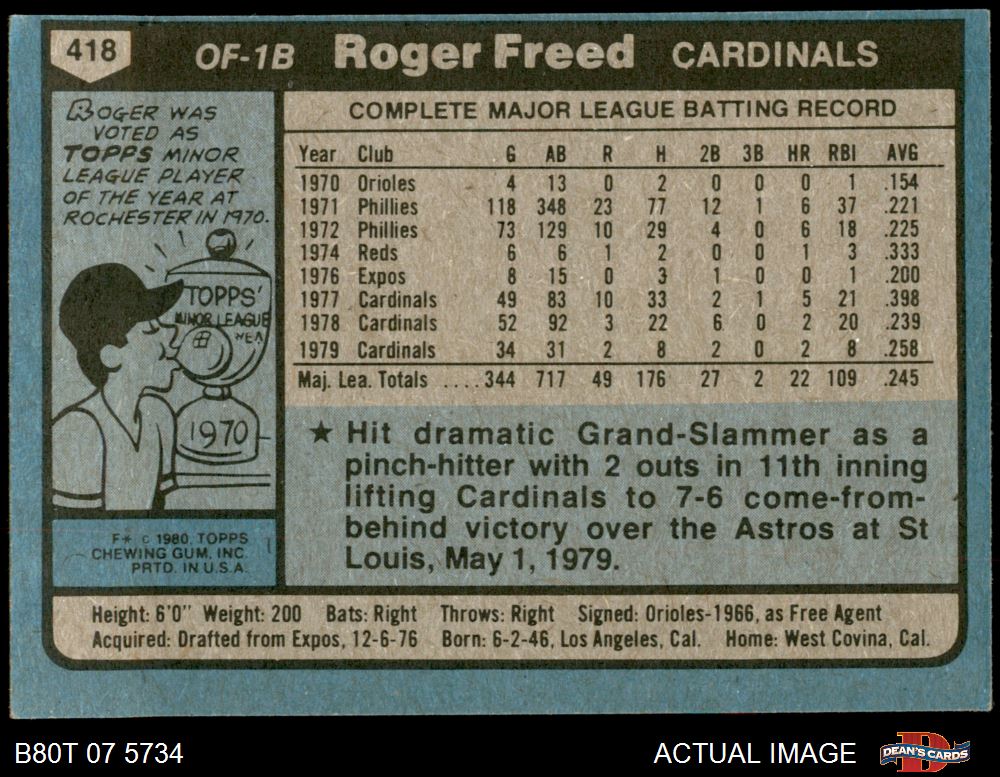 418 OF-1B Roger Freed CARDINALS
ROGER WAS
VOTED AS
TOPPS MINOR
LEAGUE PLAYER
OF THE YEAR AT
ROCHESTER IN 1970.
TOPPS'
MINOR LEAGUE
1970
F* © 1980, TOPPS
CHEWING GUM, INC.
PRTD. IN U.S.A.
COMPLETE MAJOR LEAGUE BATTING RECORD
Year Club G AB R H 2B 3B HR RBI AVG
1970 Orioles 4 13 0 2 0 0 0 1 .154
1971 Phillies 118 348 23 77 12 1 6 37 .221
1972 Phillies 73 129 10 29 4 0 6 18 .225
1974 Reds 6 6 1 2 0 0 1 3 .333
1976 Expos 8 15 0 3 1 0 0 1 .200
1977 Cardinals 49 83 10 33 2 1 5 21 .398
1978 Cardinals 52 92 3 22 6 0 2 20 .239
1979 Cardinals 34 31 2 8 2 0 2 8 .258
Maj. Lea. Totals ....344 717 49 176 27 2 22 109 .245
★ Hit dramatic Grand-Slammer as a
pinch-hitter with 2 outs in 11th inning
lifting Cardinals to 7-6 come-from-
behind victory over the Astros at St
Louis, May 1, 1979.
Height: 6'0" Weight: 200 Bats: Right Throws: Right Signed: Orioles-1966, as Free Agent
Acquired: Drafted from Expos, 12-6-76 Born: 6-2-46, Los Angeles, Cal. Home: West Covina, Cal.
B80T 07 5734 ACTUAL IMAGE DEAN'S CARDS